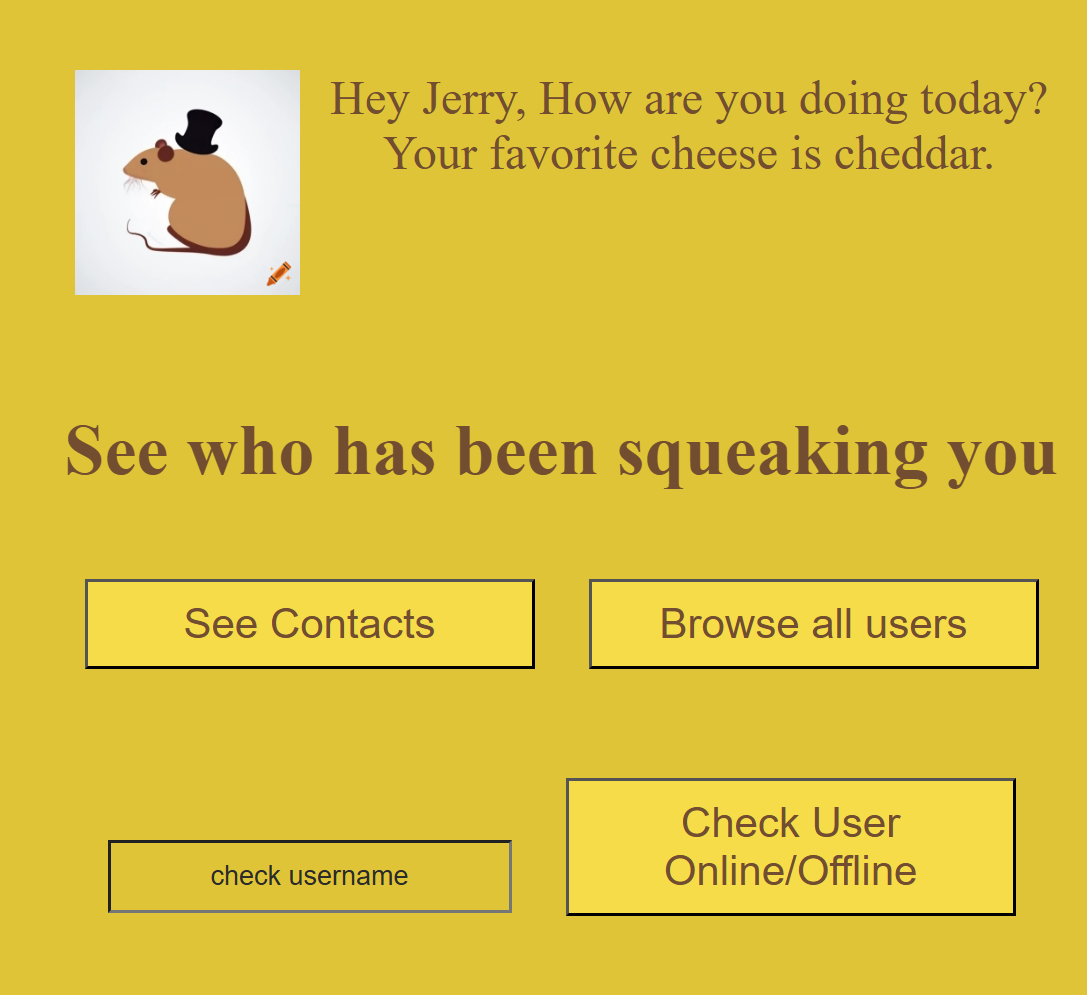 Hey Jerry, How are you doing today?
Your favorite cheese is cheddar.
See who has been squeaking you
See Contacts
Browse all users
check username
Check User
Online/Offline